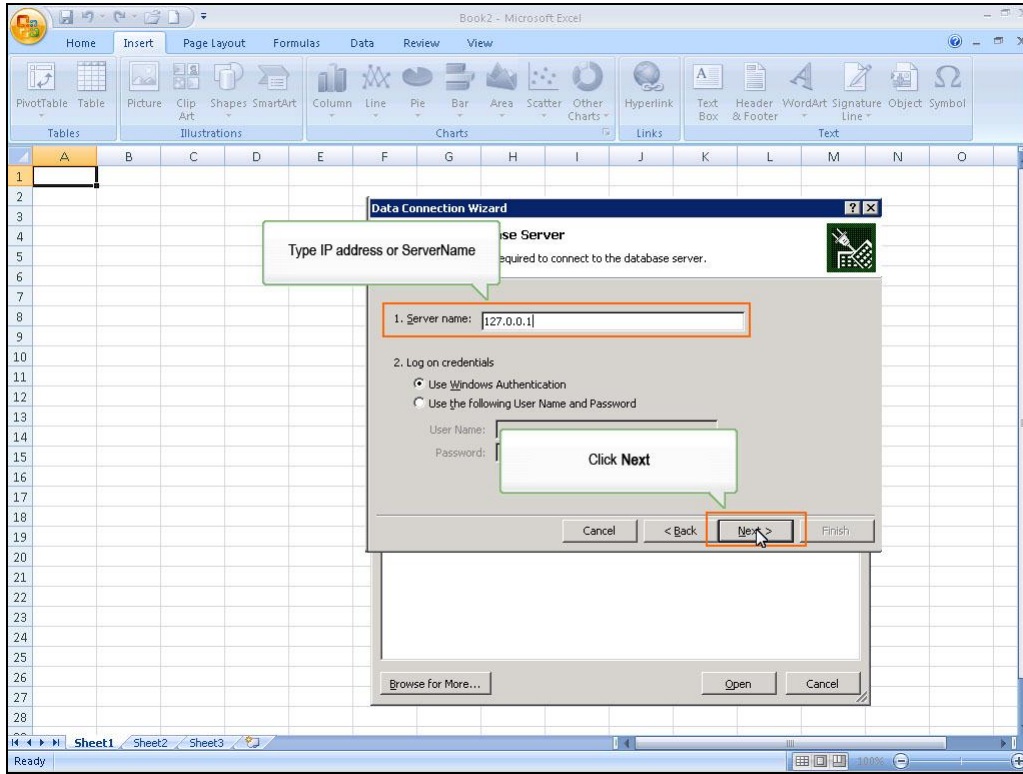 Book2 - Microsoft Excel
Home Insert Page Layout Formulas Data Review View
PivotTable Table Picture Clip Art Shapes SmartArt Column Line Pie Bar Area Scatter Other Charts Hyperlink Text Box Header & Footer WordArt Signature Line Object Symbol
Tables Illustrations Charts Links Text
A B C D E F G H I J K L M N O
1
2
3
4
5
6
7
8
9
10
11
12
13
14
15
16
17
18
19
20
21
22
23
24
25
26
27
28
Data Connection Wizard
Server
to connect to the database server.
Type IP address or ServerName
1. Server name: 127.0.0.1
2. Log on credentials
Use Windows Authentication
Use the following User Name and Password
User Name:
Password:
Click Next
Cancel < Back Next > Finish
Browse for More... Open Cancel
Sheet1 Sheet2 Sheet3
Ready 100%